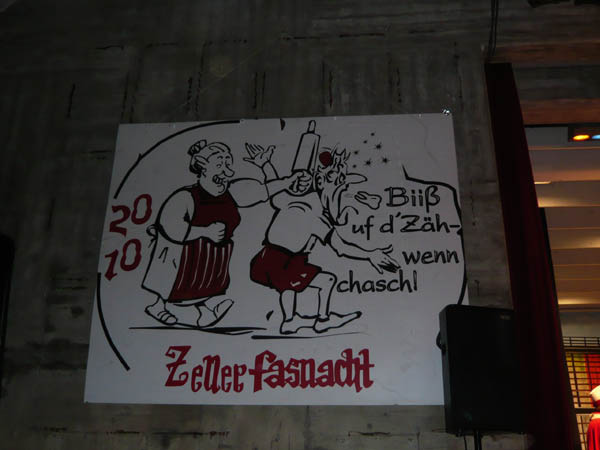 20
10
Biiß
uf d'Zäh-
wenn
chasch!
Zeller fasnacht